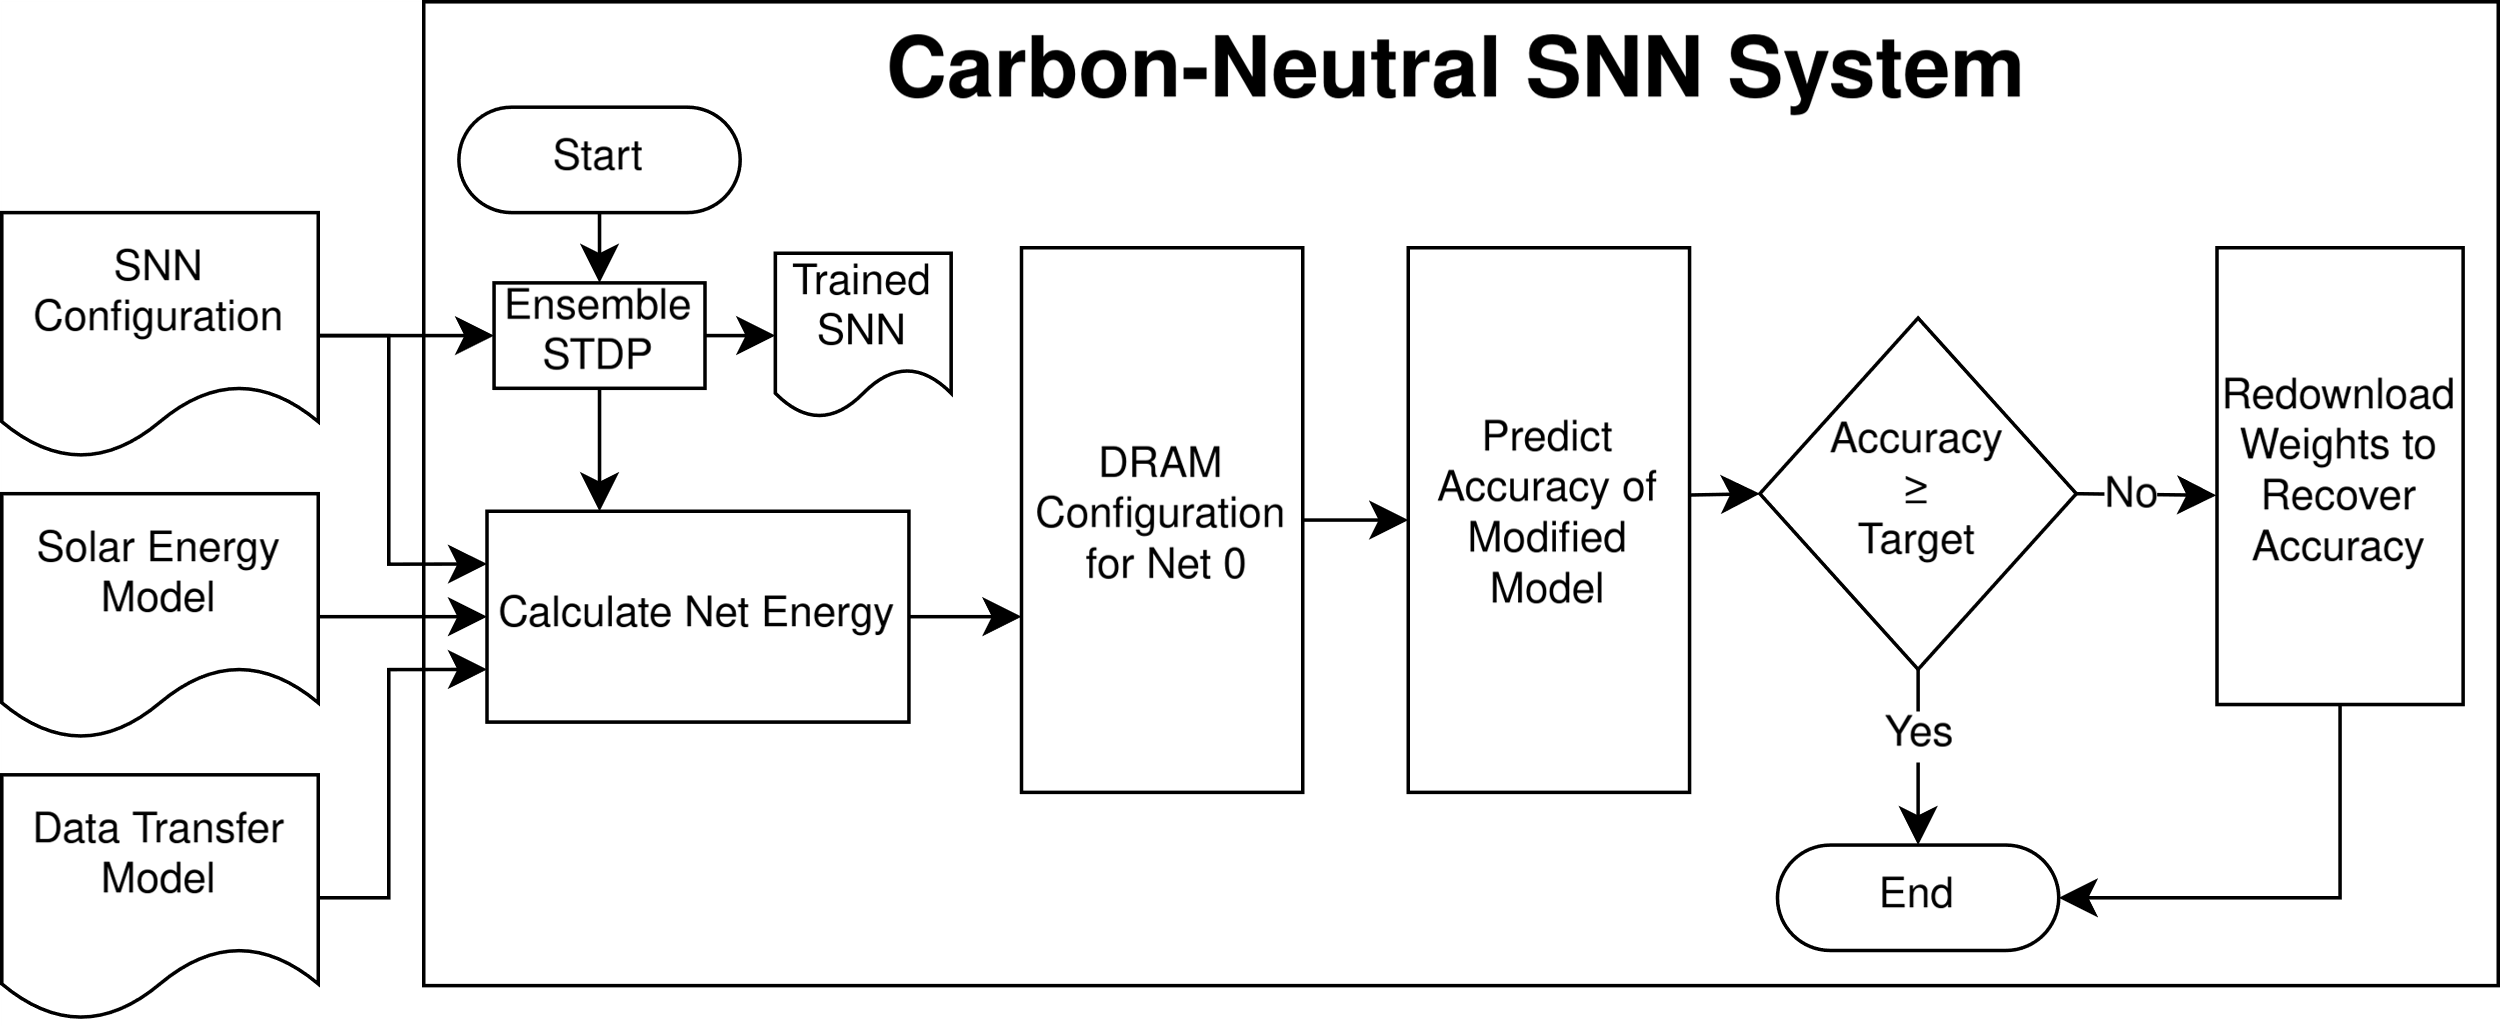 Carbon-Neutral SNN System
Start
SNN
Configuration
Ensemble
STDP
Trained
SNN
Solar Energy
Model
Data Transfer
Model
Calculate Net Energy
DRAM
Configuration
for Net 0
Predict
Accuracy of
Modified
Model
Accuracy
≥
Target
No
Yes
Redownload
Weights to
Recover
Accuracy
End